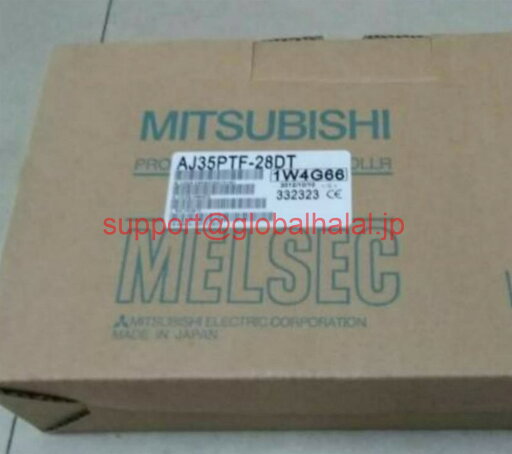 MITSUBISHI
AJ35PTF-28DT
1W4G66
332323 CE
support@globalhalal.jp
MELSEC
MITSUBISHI ELECTRIC CORPORATION
MADE IN JAPAN